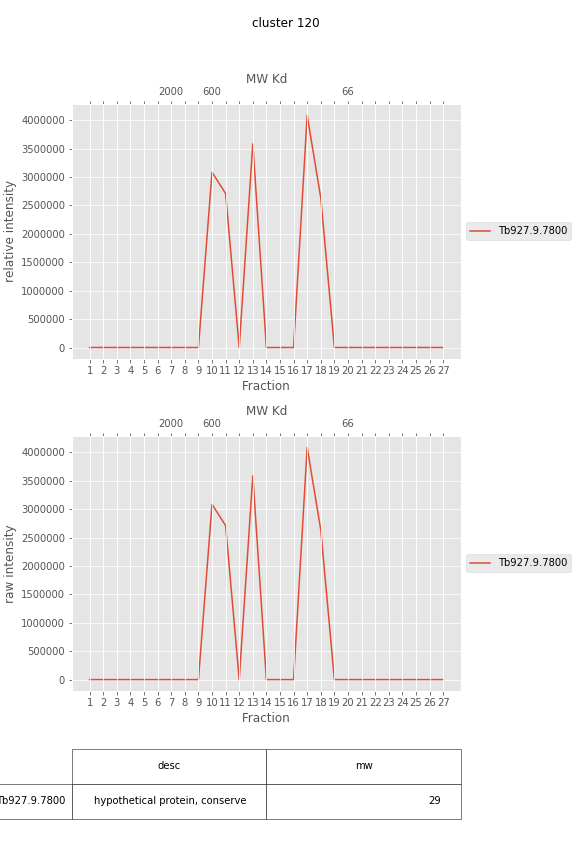 cluster 120
MW Kd
2000 600 66
4000000
3500000
3000000
2500000
2000000
1500000
1000000
500000
0
relative intensity
1 2 3 4 5 6 7 8 9 10 11 12 13 14 15 16 17 18 19 20 21 22 23 24 25 26 27
Fraction
Tb927.9.7800
MW Kd
2000 600 66
4000000
3500000
3000000
2500000
2000000
1500000
1000000
500000
0
raw intensity
1 2 3 4 5 6 7 8 9 10 11 12 13 14 15 16 17 18 19 20 21 22 23 24 25 26 27
Fraction
Tb927.9.7800
desc mw
Tb927.9.7800 hypothetical protein, conserve 29